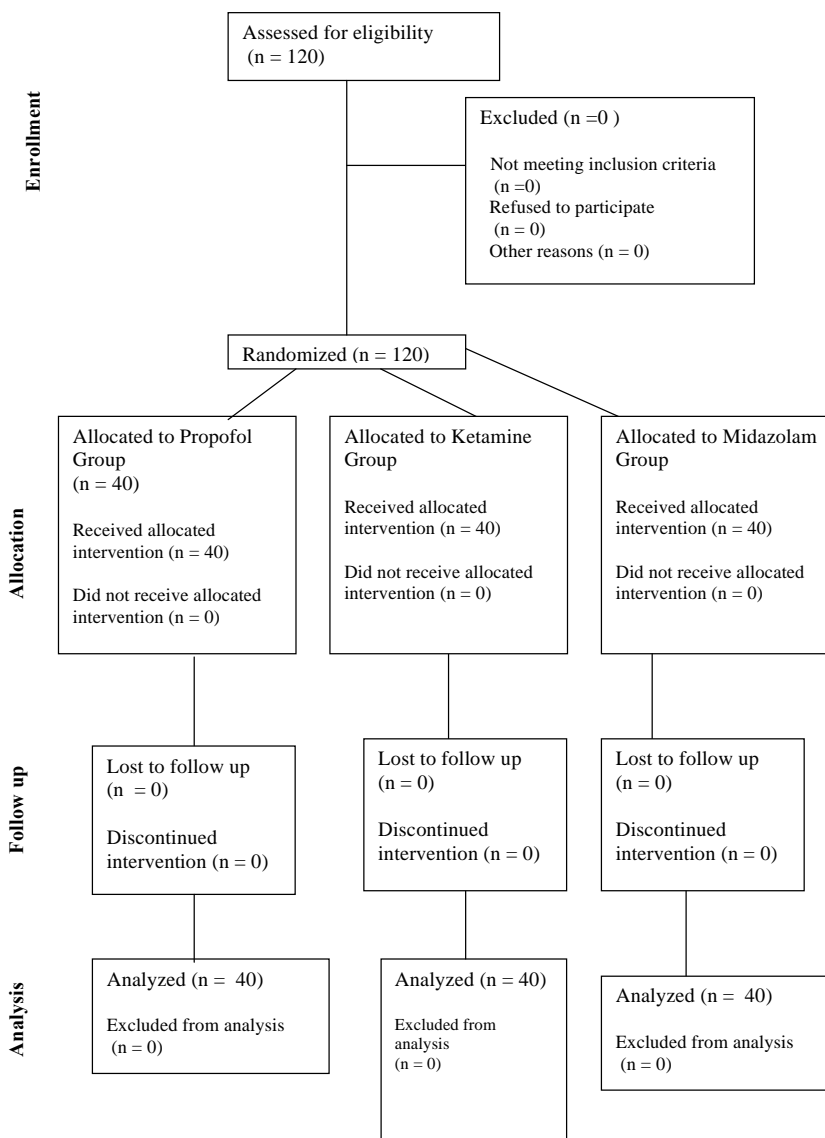 Assessed for eligibility
(n = 120)
Enrollment
Excluded (n =0 )
Not meeting inclusion criteria
(n =0)
Refused to participate
(n = 0)
Other reasons (n = 0)
Randomized (n = 120)
Allocation
Allocated to Propofol
Group
(n = 40)
Received allocated
intervention (n = 40)
Did not receive allocated
intervention (n = 0)
Allocated to Ketamine
Group
Received allocated
intervention (n = 40)
Did not receive allocated
intervention (n = 0)
Allocated to Midazolam
Group
Received allocated
intervention (n = 40)
Did not receive allocated
intervention (n = 0)
Follow up
Lost to follow up
(n = 0)
Discontinued
intervention (n = 0)
Lost to follow up
(n = 0)
Discontinued
intervention (n = 0)
Lost to follow up
(n = 0)
Discontinued
intervention (n = 0)
Analysis
Analyzed (n = 40)
Excluded from analysis
(n = 0)
Analyzed (n = 40)
Excluded from
analysis
(n = 0)
Analyzed (n = 40)
Excluded from analysis
(n = 0)